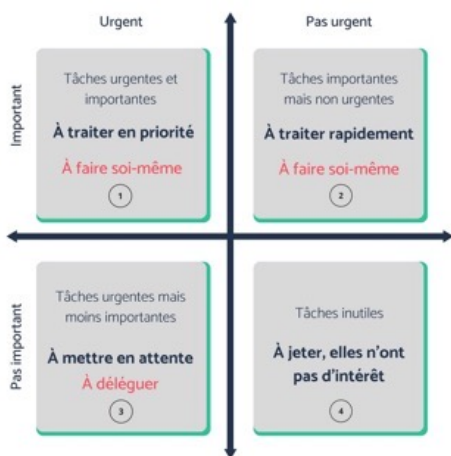 Urgent
Pas urgent
Important
Tâches urgentes et
importantes
À traiter en priorité
À faire soi-même
1
Tâches importantes
mais non urgentes
À traiter rapidement
À faire soi-même
2
Pas important
Tâches urgentes mais
moins importantes
À mettre en attente
À déléguer
3
Tâches inutiles
À jeter, elles n'ont
pas d'intérêt
4